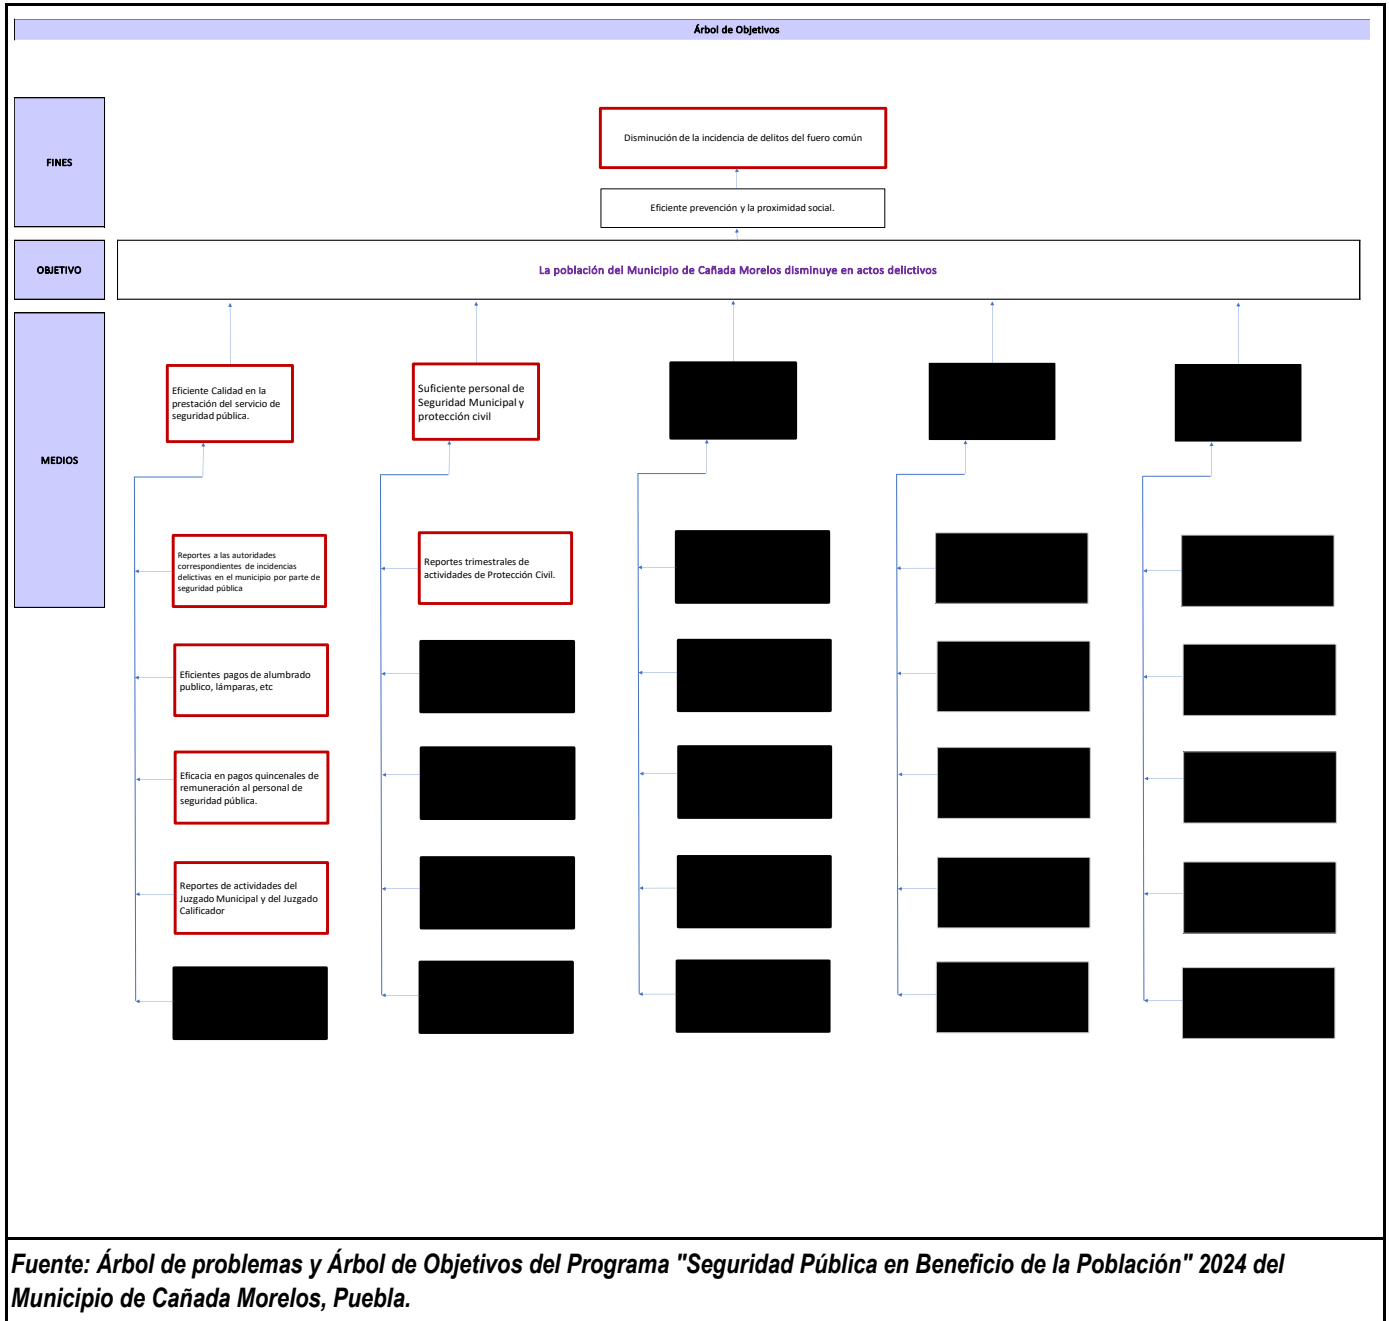 Árbol de Objetivos
FINES
Disminución de la incidencia de delitos del fuero común
Eficiente prevención y la proximidad social.
OBJETIVO
La población del Municipio de Cañada Morelos disminuye en actos delictivos
MEDIOS
Eficiente Calidad en la
prestación del servicio de
seguridad pública.
Suficiente personal de
Seguridad Municipal y
protección civil
Reportes a las autoridades
correspondientes de incidencias
delictivas en el municipio por parte de
seguridad pública
Reportes trimestrales de
actividades de Protección Civil.
Eficientes pagos de alumbrado
publico, lámparas, etc
Eficacia en pagos quincenales de
remuneración al personal de
seguridad pública.
Reportes de actividades del
Juzgado Municipal y del Juzgado
Calificador
Fuente: Árbol de problemas y Árbol de Objetivos del Programa "Seguridad Pública en Beneficio de la Población" 2024 del
Municipio de Cañada Morelos, Puebla.